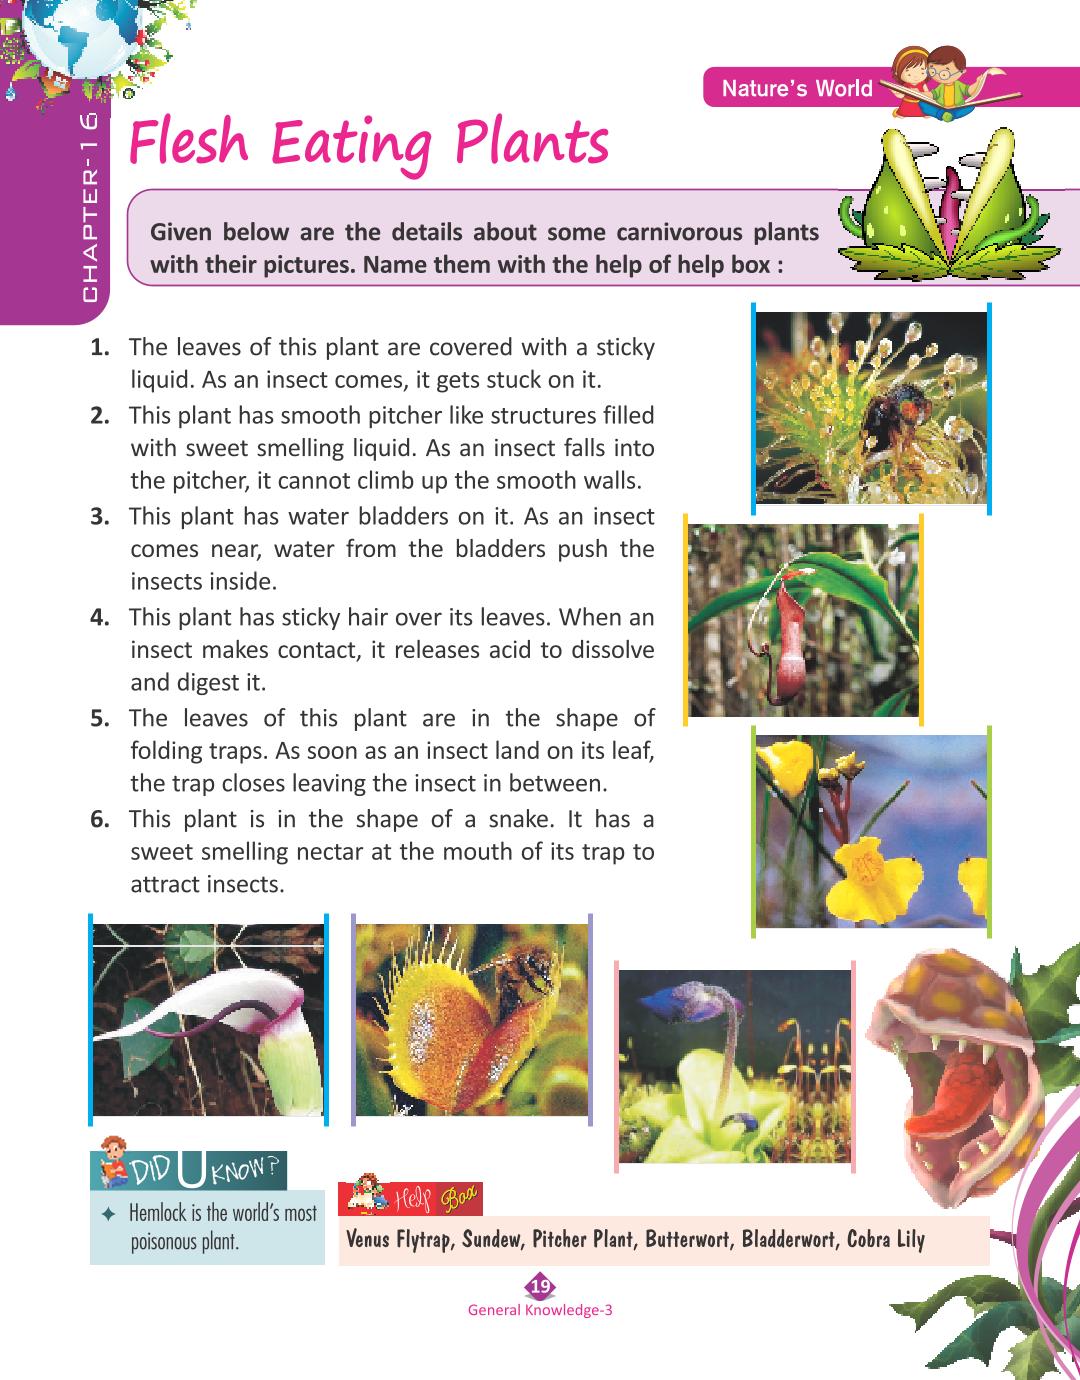 Nature's World
CHAPTER-16
Flesh Eating Plants
Given below are the details about some carnivorous plants
with their pictures. Name them with the help of help box :
1. The leaves of this plant are covered with a sticky
liquid. As an insect comes, it gets stuck on it.
2. This plant has smooth pitcher like structures filled
with sweet smelling liquid. As an insect falls into
the pitcher, it cannot climb up the smooth walls.
3. This plant has water bladders on it. As an insect
comes near, water from the bladders push the
insects inside.
4. This plant has sticky hair over its leaves. When an
insect makes contact, it releases acid to dissolve
and digest it.
5. The leaves of this plant are in the shape of
folding traps. As soon as an insect land on its leaf,
the trap closes leaving the insect in between.
6. This plant is in the shape of a snake. It has a
sweet smelling nectar at the mouth of its trap to
attract insects.
DID U KNOW?
Hemlock is the world's most
poisonous plant.
Help Box
Venus Flytrap, Sundew, Pitcher Plant, Butterwort, Bladderwort, Cobra Lily
19
General Knowledge-3